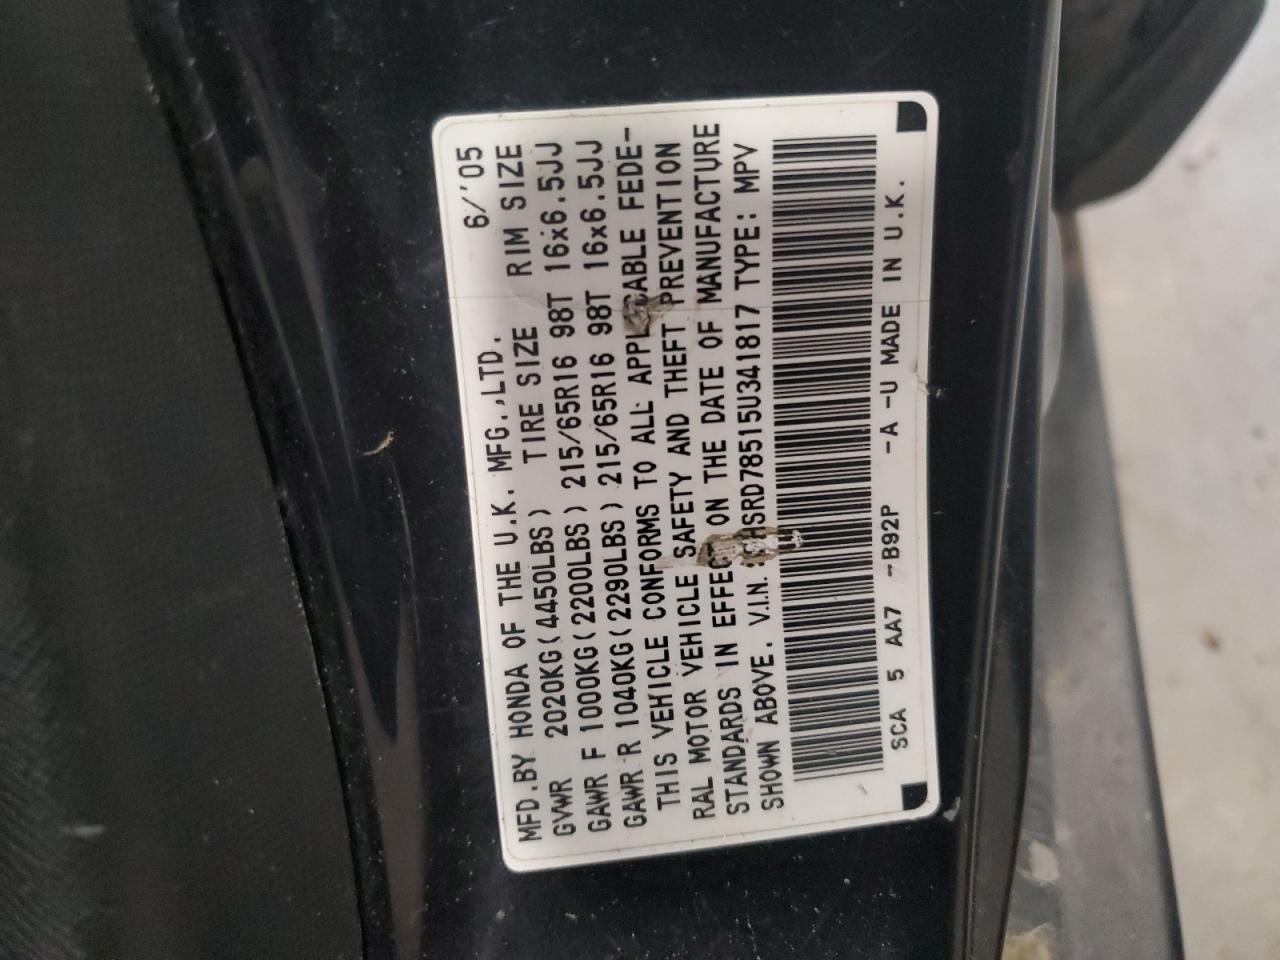 MFD.BY HONDA OF THE U.K. MFG.,LTD. 6/'05
GVWR 2020KG(4450LBS) TIRE SIZE RIM SIZE
GAWR F 1000KG(2200LBS) 215/65R16 98T 16x6.5JJ
GAWR R 1040KG(2290LBS) 215/65R16 98T 16x6.5JJ
THIS VEHICLE CONFORMS TO ALL APPLICABLE FEDE-
RAL MOTOR VEHICLE SAFETY AND THEFT PREVENTION
STANDARDS IN EFFECT ON THE DATE OF MANUFACTURE
SHOWN ABOVE. V.I.N. : SHSRD78515U341817 TYPE: MPV
SCA 5 AA7 -B92P -A -U MADE IN U.K.